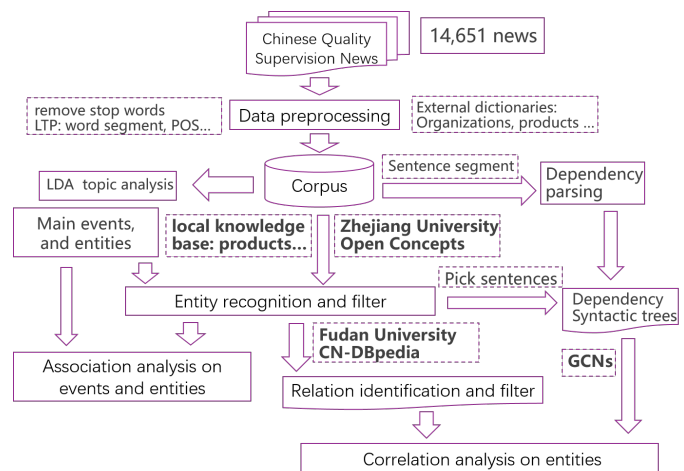 Chinese Quality
Supervision News
14,651 news
remove stop words
LTP: word segment, POS...
Data preprocessing
External dictionaries:
Organizations, products ...
LDA topic analysis
Corpus
Sentence segment
Dependency
parsing
Main events,
and entities
local knowledge
base: products...
Zhejiang University
Open Concepts
Entity recognition and filter
Pick sentences
Dependency
Syntactic trees
Association analysis on
events and entities
Fudan University
CN-DBpedia
GCNs
Relation identification and filter
Correlation analysis on entities